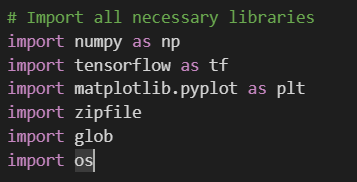 # Import all necessary libraries
import numpy as np
import tensorflow as tf
import matplotlib.pyplot as plt
import zipfile
import glob
import os